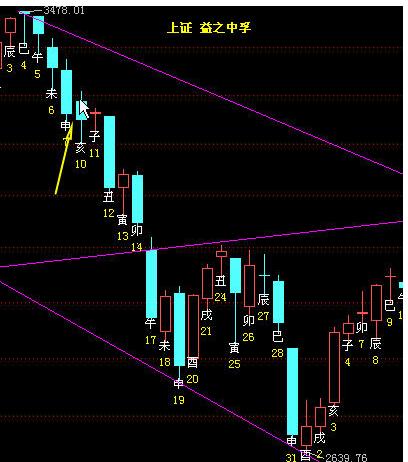 3478.01
上证 益之中孚
辰
3
巳
4
午
5
未
6
申
7
亥
10
子
11
丑
12
寅
13
卯
14
午
17
未
18
申
19
酉
20
戌
21
丑
24
寅
25
卯
26
辰
27
巳
28
申
31
酉
戌
2
亥
3
子
4
卯
7
辰
8
巳
9
2639.76